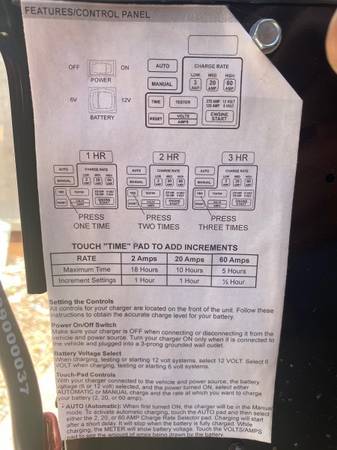 FEATURES/CONTROL PANEL
OFF ON
POWER
6V 12V
BATTERY
AUTO
MANUAL
CHARGE RATE
LOW MED HIGH
20 AMP 60 AMP
TIME TESTER
RESET VOLTS AMPS
ENGINE START
1 HR 2 HR 3 HR
PRESS ONE TIME
PRESS TWO TIMES
PRESS THREE TIMES
TOUCH "TIME" PAD TO ADD INCREMENTS
RATE 2 Amps 20 Amps 60 Amps
Maximum Time 18 Hours 10 Hours 5 Hours
Increment Settings 1 Hour 1 Hour ½ Hour
Setting the Controls
All controls for your charger are located on the front of the unit. Follow these
instructions to obtain the accurate charge level for your battery.
Power On/Off Switch
Make sure your charger is OFF when connecting or disconnecting it from the
vehicle and power source. Turn your charger ON only when it is connected to
the vehicle and plugged into a 3-prong grounded wall outlet.
Battery Voltage Select
When charging, testing or starting 12 volt systems, select 12 VOLT. Select 6
VOLT when charging, testing or starting 6 volt systems.
Touch-Pad Controls
With your charger connected to the vehicle and power source, the battery
voltage (6 or 12 volt) selected, and the power turned ON, select either
AUTOMATIC or MANUAL charge and the rate at which you want to charge
your battery (2, 20, or 60 amp).
• AUTO (Automatic): When first turned ON, the charger will be in the Manual
mode. To activate automatic charging, touch the AUTO pad and then select
either the 2, 20, or 60 AMP Charge Rate Selector pad. Charging will start
after a short delay. It will stop when the battery is fully charged. While
charging, the METER will show battery voltage. Touch the VOLTS/AMPS
pad to see the amount of amps being drawn by the battery.